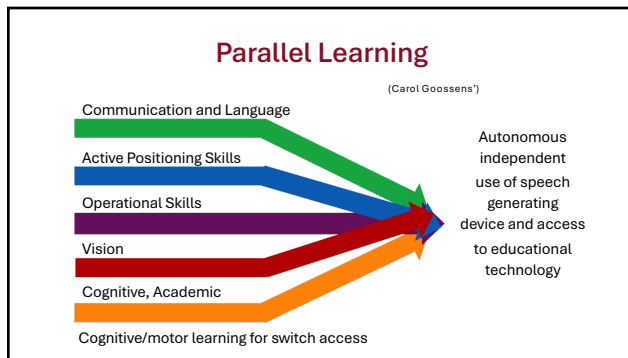 Parallel Learning
(Carol Goossens’)
Communication and Language
Active Positioning Skills
Operational Skills
Vision
Cognitive, Academic
Cognitive/motor learning for switch access
Autonomous
independent
use of speech
generating
device and access
to educational
technology